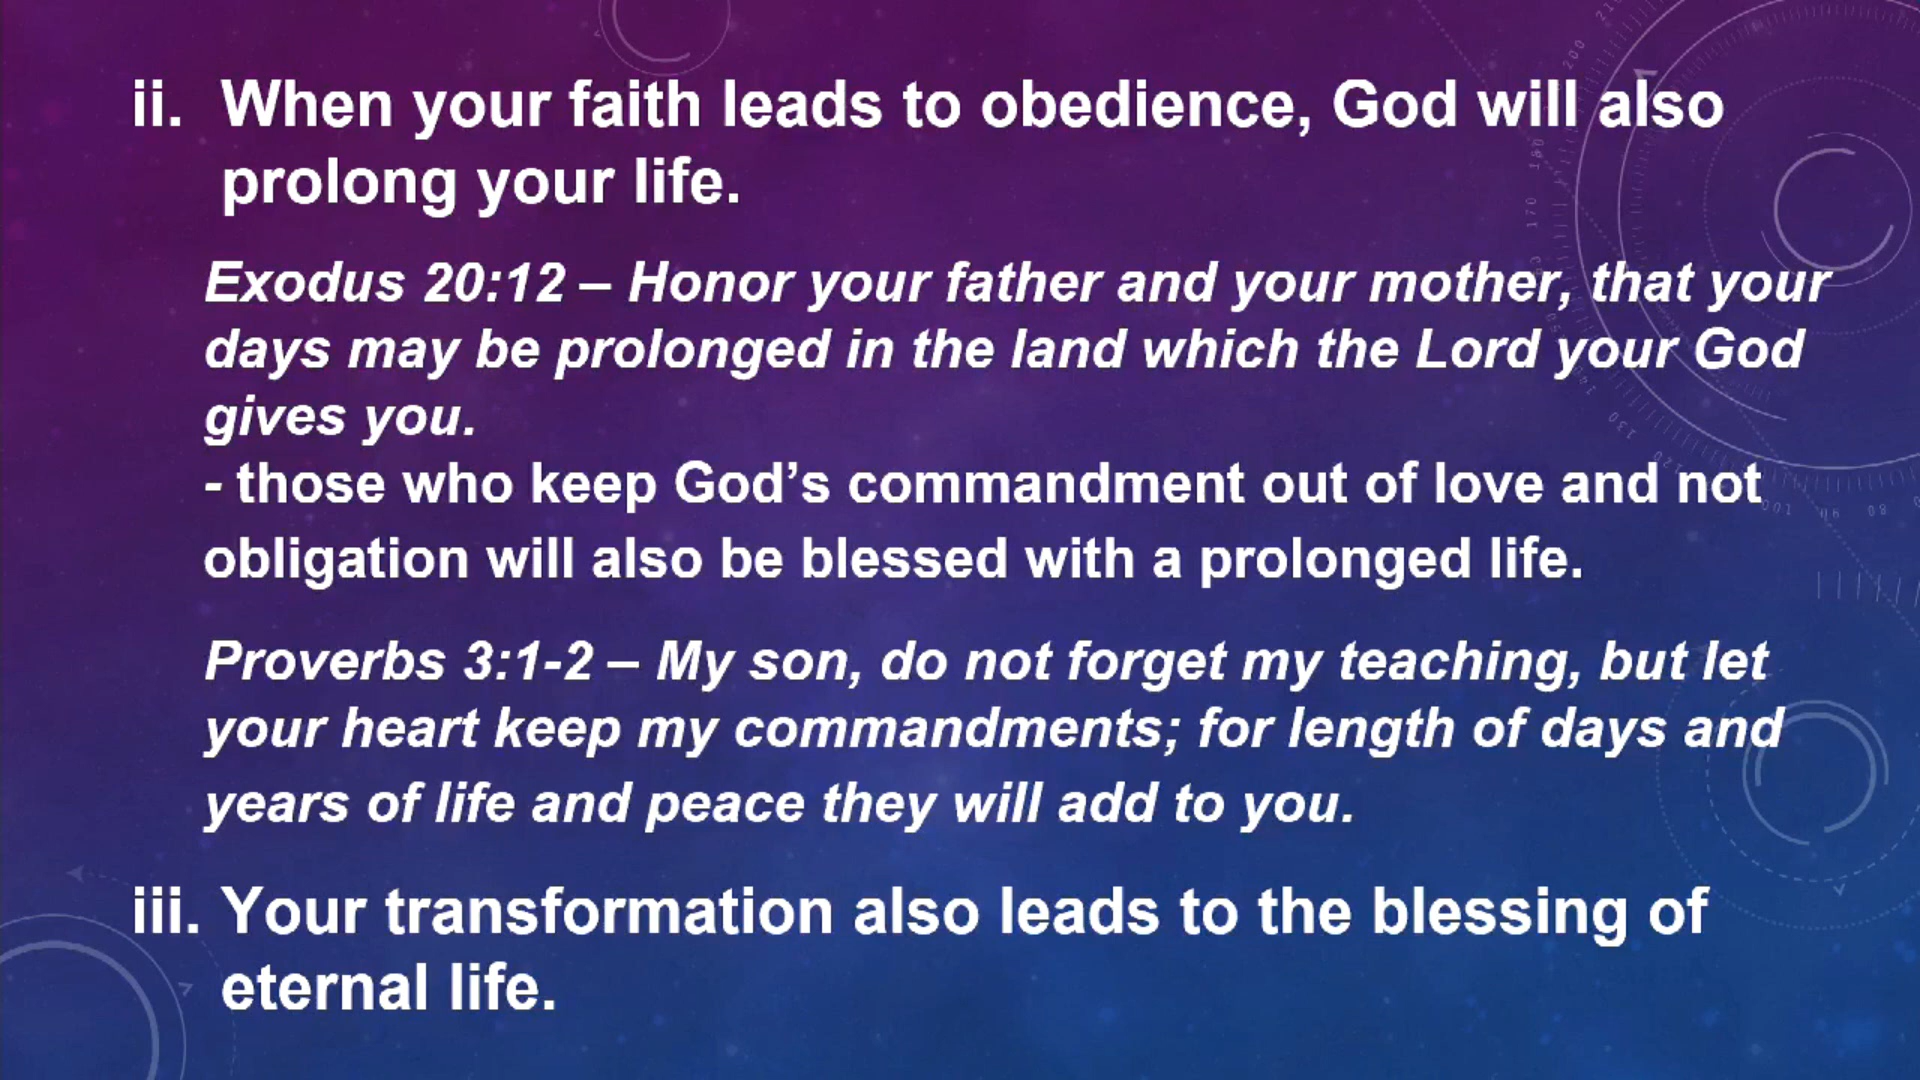 ii. When your faith leads to obedience, God will also
prolong your life.
Exodus 20:12 – Honor your father and your mother, that your
days may be prolonged in the land which the Lord your God
gives you.
- those who keep God’s commandment out of love and not
obligation will also be blessed with a prolonged life.
Proverbs 3:1-2 – My son, do not forget my teaching, but let
your heart keep my commandments; for length of days and
years of life and peace they will add to you.
iii. Your transformation also leads to the blessing of
eternal life.